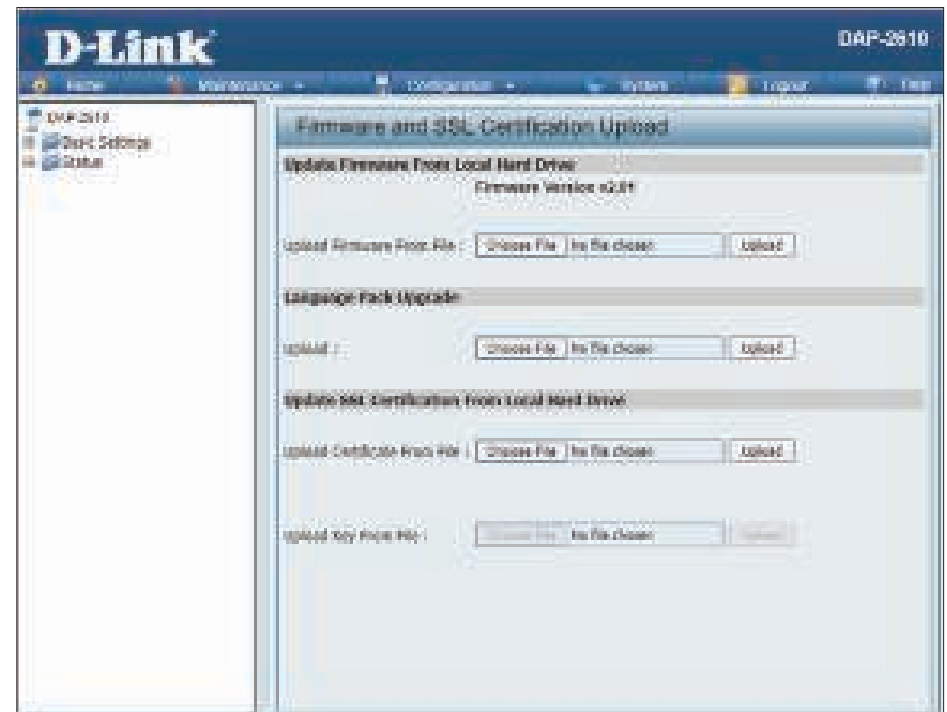 D-Link
DAP-2610
Home Maintenance Configuration System Logout Help
DAP-2610
Basic Settings
Status
Firmware and SSL Certification Upload
Update Firmware From Local Hard Drive
Firmware Version v2.01
Upload Firmware From File : Choose File No file chosen Upload
Language Pack Upgrade
Upload : Choose File No file chosen Upload
Update SSL Certification From Local Hard Drive
Upload Certificate From File : Choose File No file chosen Upload
Upload Key From File : Choose File No file chosen Upload